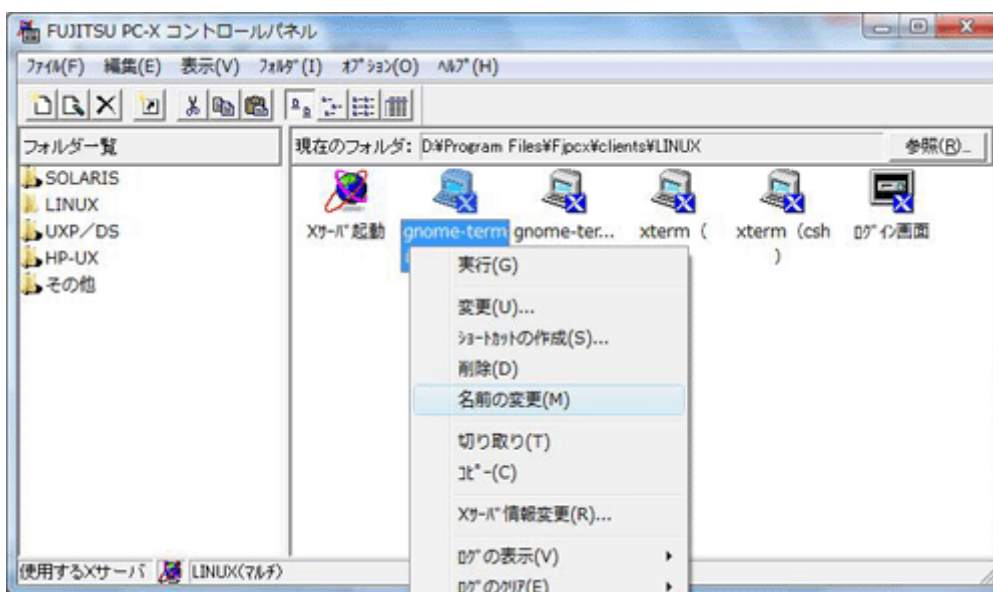 FUJITSU PC-X コントロールパネル
ﾌｧｲﾙ(F) 編集(E) 表示(V) ﾌｫﾙﾀﾞ(I) ｵﾌﾟｼｮﾝ(O) ﾍﾙﾌﾟ(H)
フォルダ一覧
現在のフォルダ: D¥Program Files¥Fjpcx¥clients¥LINUX 参照(R)...
SOLARIS
LINUX
UXP／DS
HP-UX
その他
Xｻｰﾊﾞ起動 gnome-term gnome-ter... xterm ( xterm (csh ﾛｸﾞｲﾝ画面
)
実行(G)
変更(U)...
ｼｮｰﾄｶｯﾄの作成(S)...
削除(D)
名前の変更(M)
切り取り(T)
ｺﾋﾟｰ(C)
Xｻｰﾊﾞ情報変更(R)...
ﾛｸﾞの表示(V)
ﾛｸﾞのｸﾘｱ(E)
使用するXサーバ LINUX(ﾏﾙﾁ)